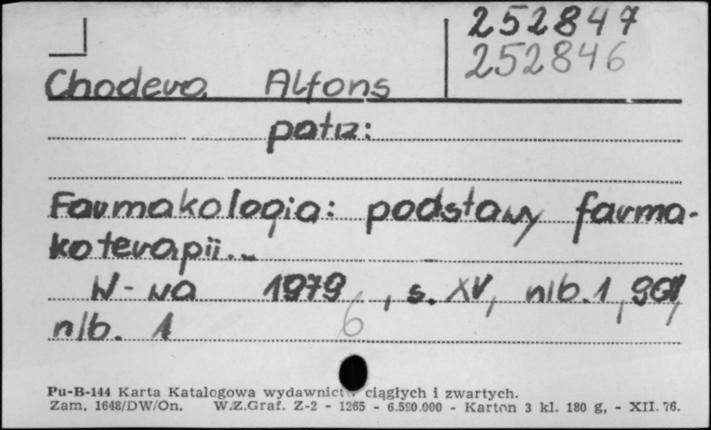 252847
252846
Chodera Alfons
patrz:
Farmakologia: podstawy farma-
koterapii...
W-wa 1979, s. XV, nlb. 1,
nlb. 1 6
Pu-B-144 Karta Katalogowa wydawnictw ciągłych i zwartych.
Zam. 1648/DW/On. W.Z.Graf. Z-2 - 1265 - 6.590.000 - Karton 3 kl. 180 g, - XII. 76.